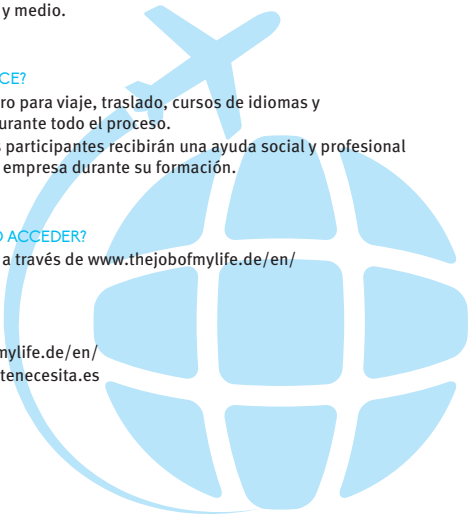 y medio.
CE?
ro para viaje, traslado, cursos de idiomas y
urante todo el proceso.
s participantes recibirán una ayuda social y profesional
empresa durante su formación.
O ACCEDER?
a través de www.thejobofmylife.de/en/
mylife.de/en/
tenecesita.es